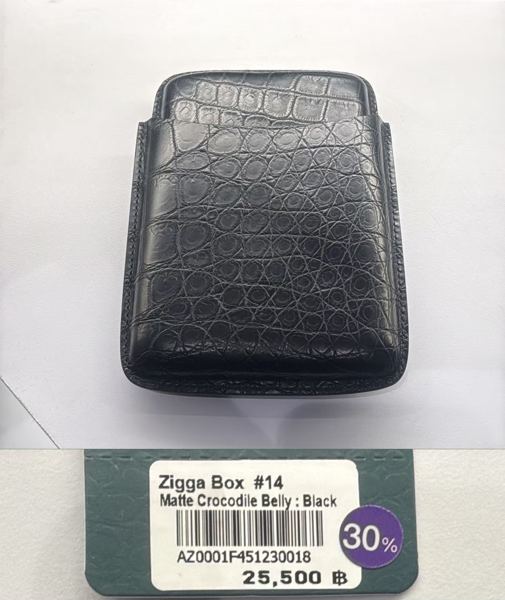 Zigga Box #14
Matte Crocodile Belly : Black
AZ0001F451230018
30%
25,500 ฿